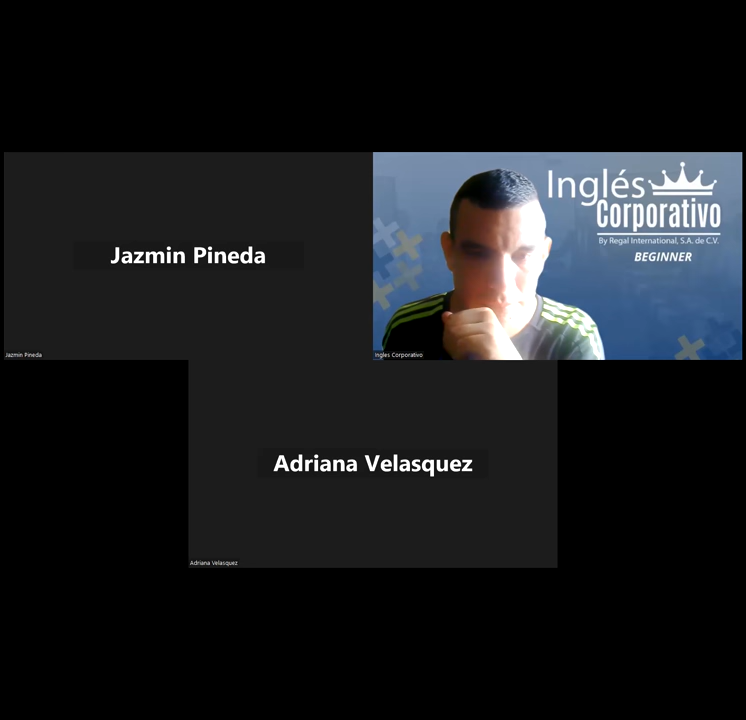 Jazmin Pineda
Jazmin Pineda
Inglés
Corporativo
By Regal International, S.A. de C.V.
BEGINNER
Ingles Corporativo
Adriana Velasquez
Adriana Velasquez